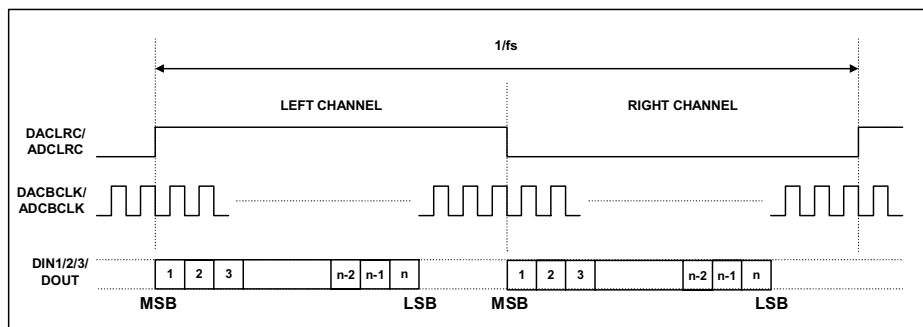 1/fs
LEFT CHANNEL
RIGHT CHANNEL
DACLRC/
ADCLRC
DACBCLK/
ADCBCLK
DIN1/2/3/
DOUT
1 2 3 n-2 n-1 n 1 2 3 n-2 n-1 n
MSB LSB MSB LSB